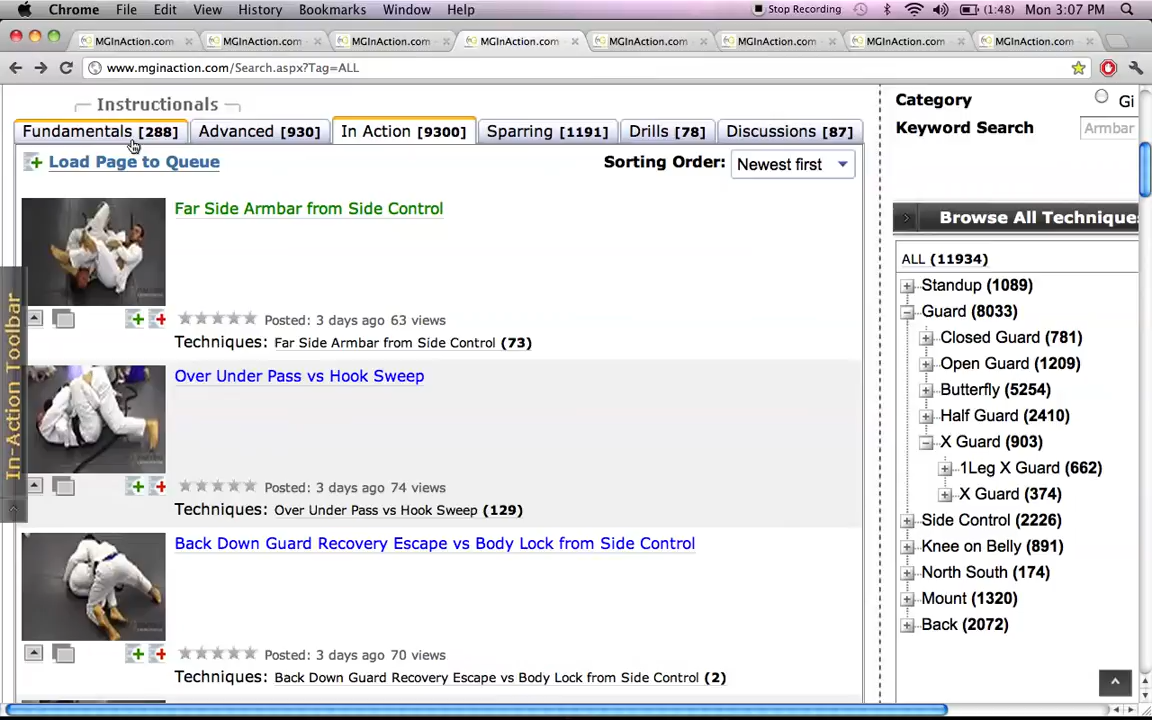 Chrome File Edit View History Bookmarks Window Help Stop Recording (1:48) Mon 3:07 PM
MGInAction.com MGInAction.com MGInAction.com MGInAction.com MGInAction.com MGInAction.com MGInAction.com MGInAction.com
www.mginaction.com/Search.aspx?Tag=ALL
Instructionals
Fundamentals [288] Advanced [930] In Action [9300] Sparring [1191] Drills [78] Discussions [87]
Load Page to Queue Sorting Order: Newest first
Far Side Armbar from Side Control
Posted: 3 days ago 63 views
Techniques: Far Side Armbar from Side Control (73)
Over Under Pass vs Hook Sweep
Posted: 3 days ago 74 views
Techniques: Over Under Pass vs Hook Sweep (129)
Back Down Guard Recovery Escape vs Body Lock from Side Control
Posted: 3 days ago 70 views
Techniques: Back Down Guard Recovery Escape vs Body Lock from Side Control (2)
In-Action Toolbar
Category Gi
Keyword Search Armbar
Browse All Technique
ALL (11934)
Standup (1089)
Guard (8033)
Closed Guard (781)
Open Guard (1209)
Butterfly (5254)
Half Guard (2410)
X Guard (903)
1Leg X Guard (662)
X Guard (374)
Side Control (2226)
Knee on Belly (891)
North South (174)
Mount (1320)
Back (2072)